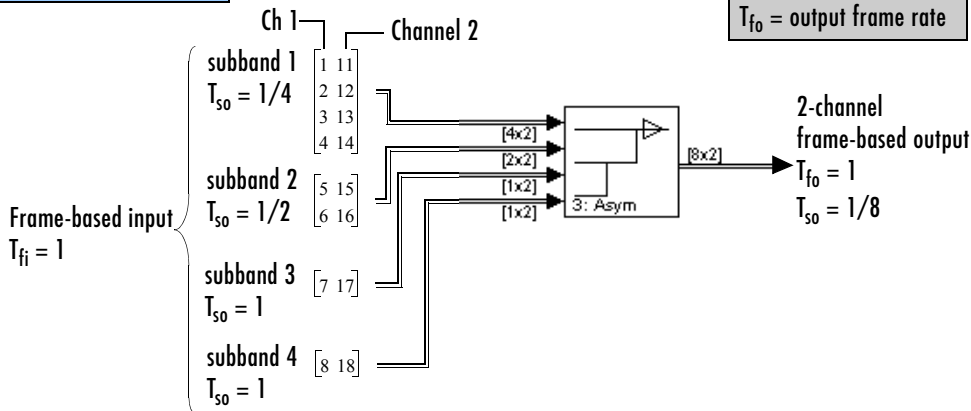 T_fo = output frame rate
Ch 1
Channel 2
subband 1
T_so = 1/4
1 11
2 12
3 13
4 14
subband 2
T_so = 1/2
5 15
6 16
subband 3
T_so = 1
7 17
subband 4
T_so = 1
8 18
Frame-based input
T_fi = 1
[4x2]
[2x2]
[1x2]
[1x2]
3: Asym
[8x2]
2-channel
frame-based output
T_fo = 1
T_so = 1/8